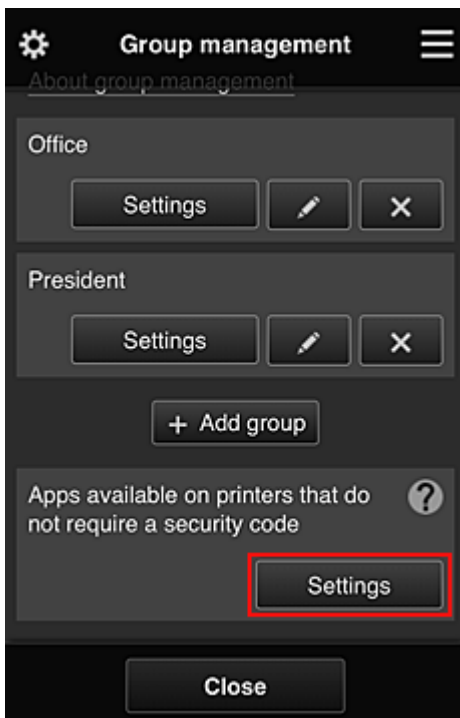 Group management
About group management
Office
Settings
President
Settings
+ Add group
Apps available on printers that do
not require a security code
?
Settings
Close